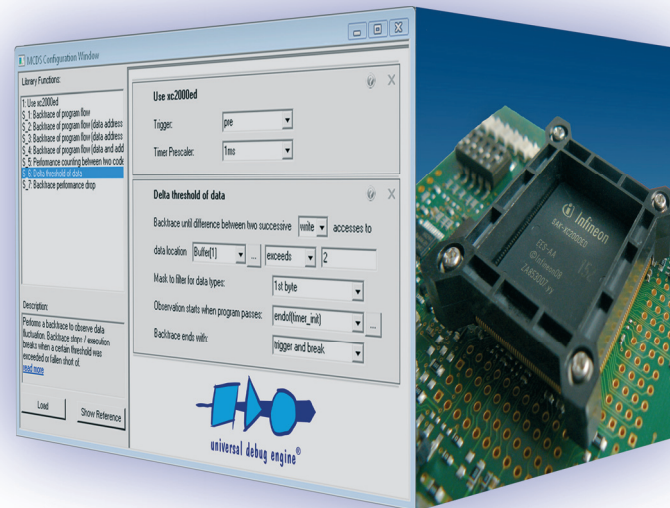 MCDS Configuration Window
Library Functions:
1: Use xc2000ed
S_1: Backtrace of program flow
S_2: Backtrace of program flow (data address
S_3: Backtrace of program flow (data address
S_4: Backtrace of program flow (data and add
S_5: Performance counting between two code
S_6: Delta threshold of data
S_7: Backtrace performance drop
Description:
Performs a backtrace to observe data
fluctuation. Backtrace stops / execution
breaks when a certain threshold was
exceeded or fallen short of.
read more
Load
Show Reference
Use xc2000ed
Trigger:
pre
Timer Prescaler:
1ms
Delta threshold of data
Backtrace until difference between two successive write accesses to
data location Buffer[1] ... exceeds 2
Mask to filter for data types:
1st byte
Observation starts when program passes:
endof(timer_init)
...
Backtrace ends with:
trigger and break
universal debug engine®
Infineon
SAK-XC2000ED
EES-AA